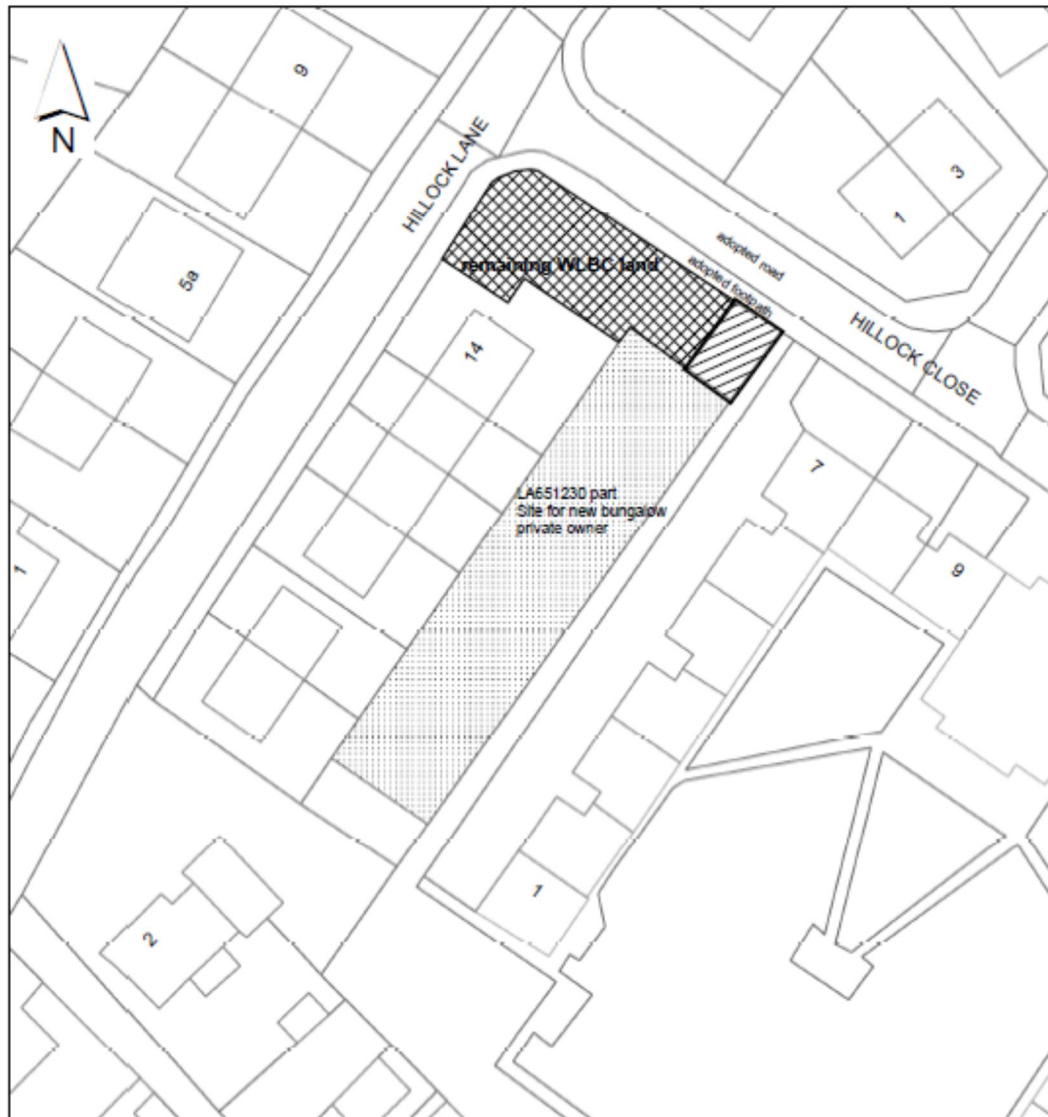 9
N
HILLOCK LANE
3
1
5a
adopted road
remaining WLBC land
adopted footpath
HILLOCK CLOSE
14
7
LA651230 part
Site for new bungalow
private owner
9
1
1
2